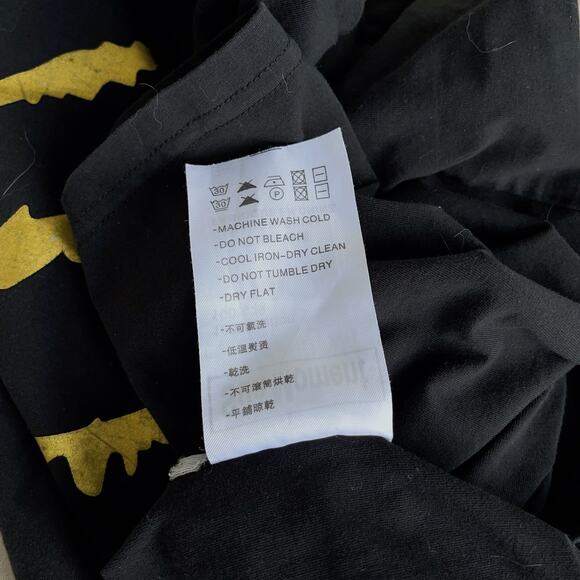 30
30 P
-MACHINE WASH COLD
-DO NOT BLEACH
-COOL IRON-DRY CLEAN
-DO NOT TUMBLE DRY
-DRY FLAT
-不可氯洗
-低溫熨燙
-乾洗
-不可滾筒烘乾
-平鋪晾乾